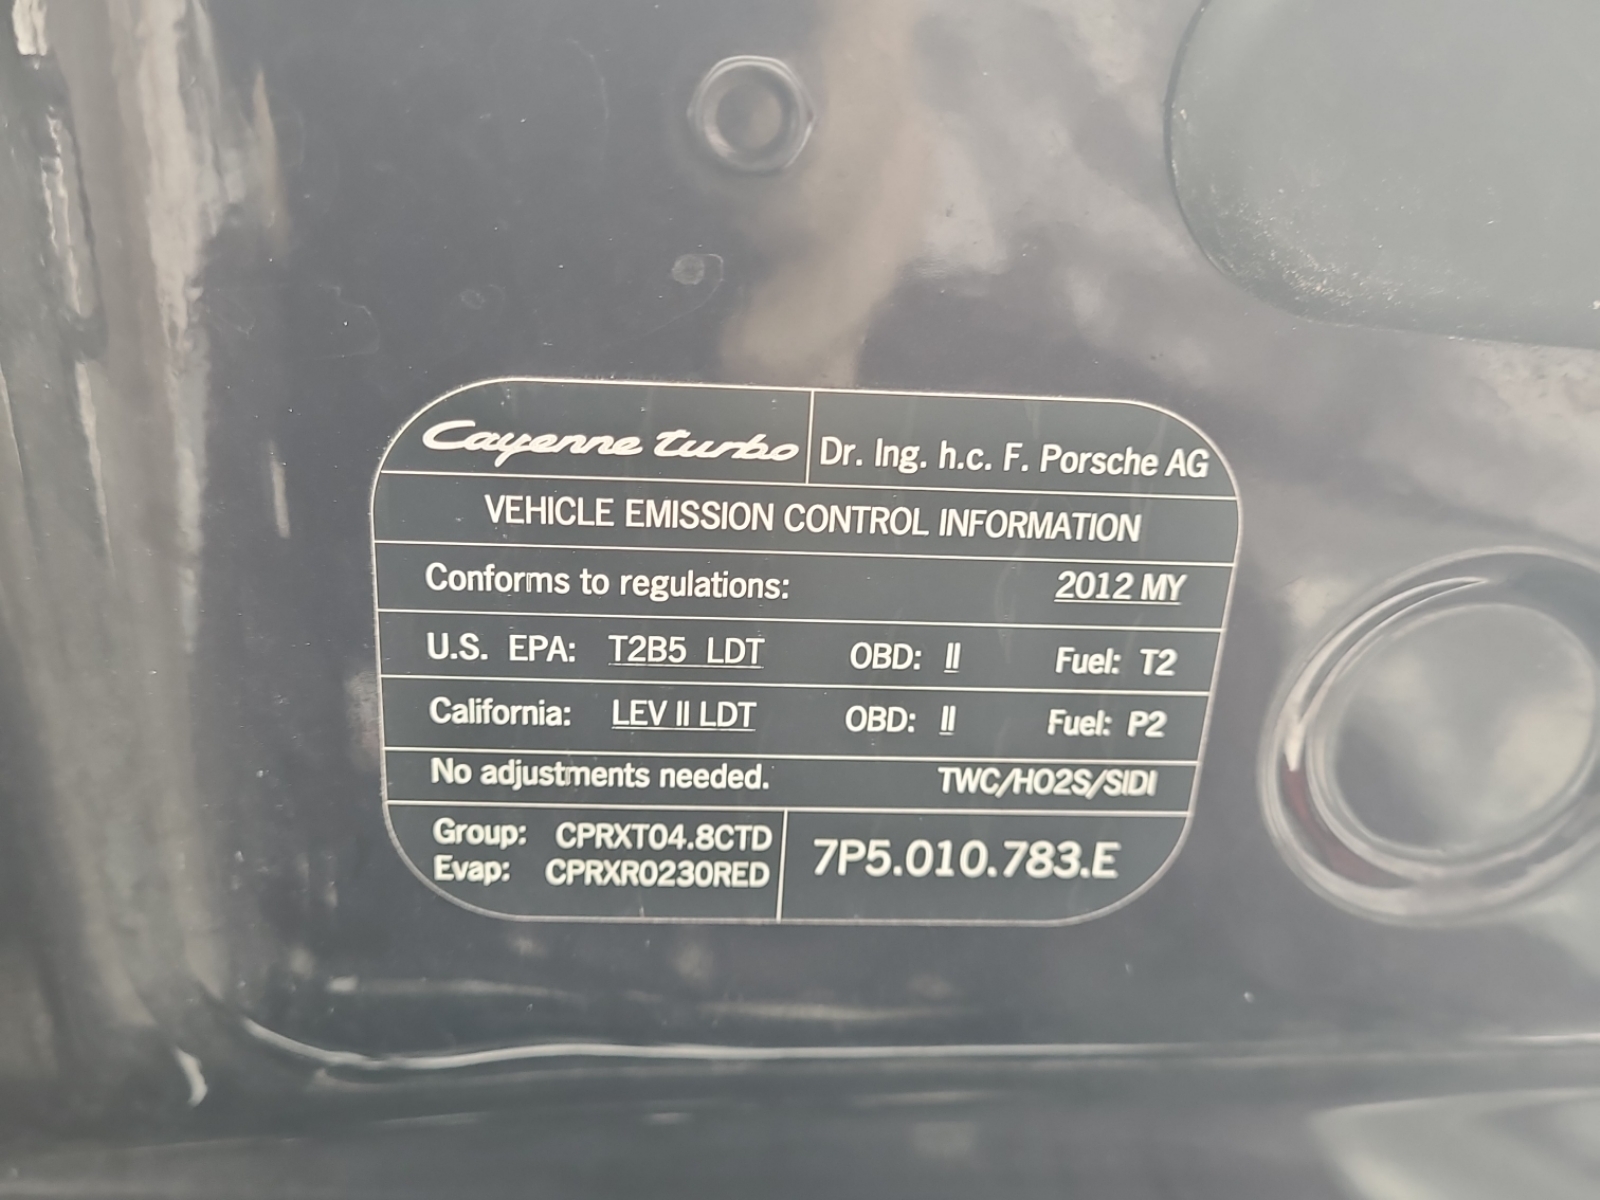 Cayenne turbo Dr. Ing. h.c. F. Porsche AG
VEHICLE EMISSION CONTROL INFORMATION
Conforms to regulations: 2012 MY
U.S. EPA: T2B5 LDT OBD: II Fuel: T2
California: LEV II LDT OBD: II Fuel: P2
No adjustments needed. TWC/HO2S/SIDI
Group: CPRXT04.8CTD
Evap: CPRXR0230RED
7P5.010.783.E